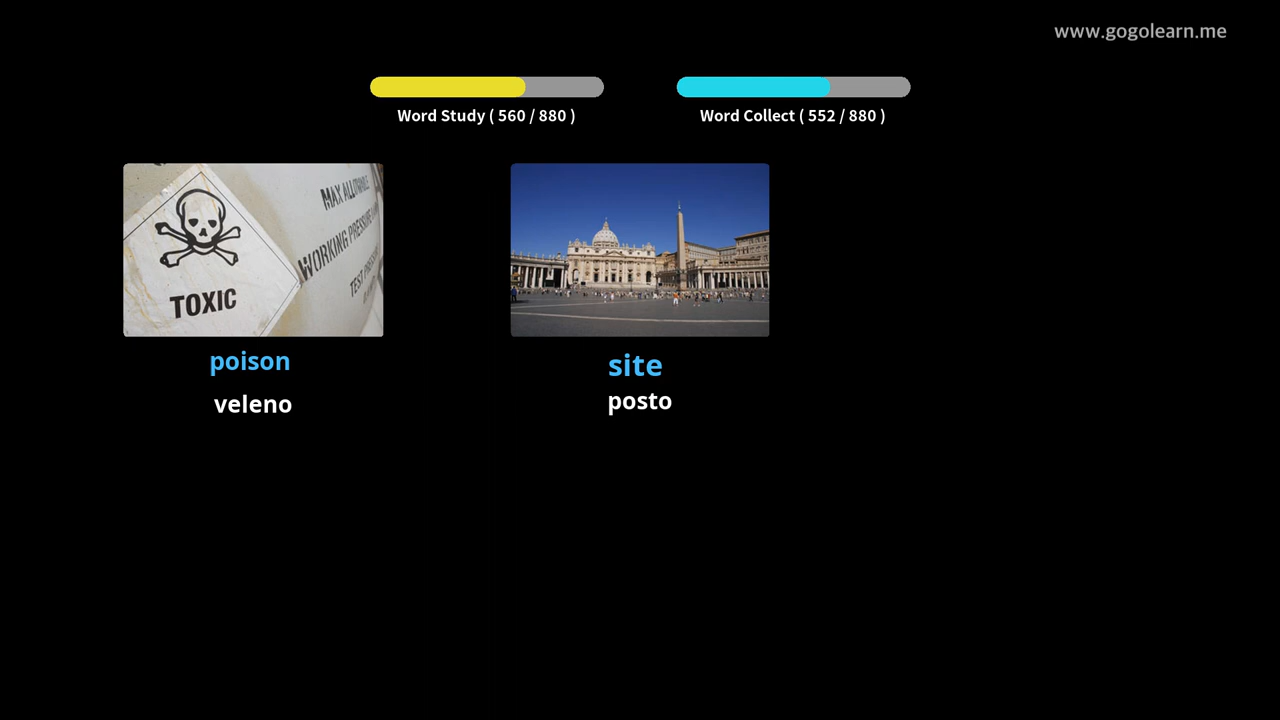 www.gogolearn.me
Word Study ( 560 / 880 )
Word Collect ( 552 / 880 )
TOXIC
MAX ALLOWABLE
WORKING PRESSURE
TEST
poison
veleno
site
posto